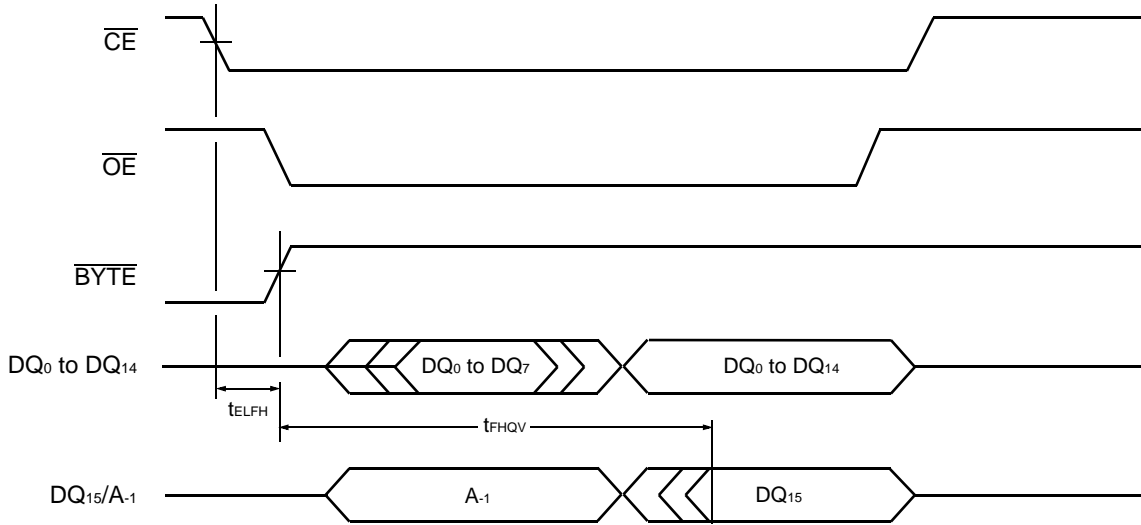 CE
OE
BYTE
DQ0 to DQ14
DQ0 to DQ7
DQ0 to DQ14
tELFH
tFHQV
DQ15/A-1
A-1
DQ15